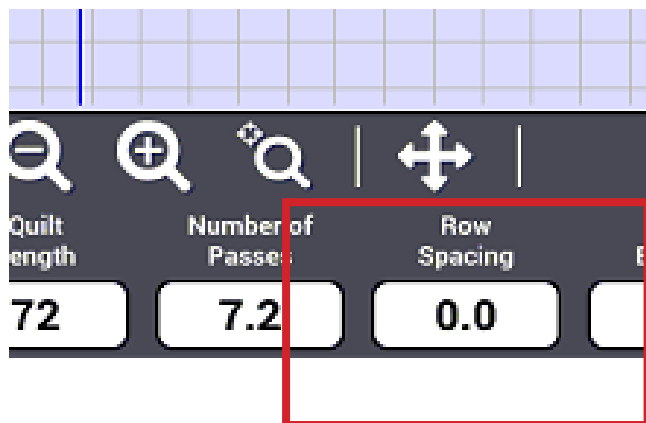 Quilt
ength
Number of
Passes
Row
Spacing
72
7.2
0.0